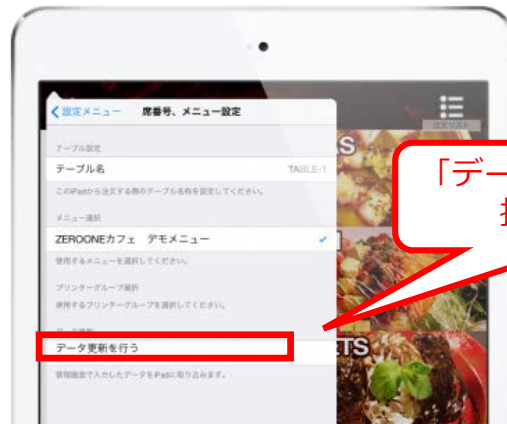 設定メニュー 席番号、メニュー設定
テーブル設定
テーブル名 TABLE-1
このiPadから注文する際のテーブル名称を設定してください。
メニュー選択
ZEROONEカフェ デモメニュー
使用するメニューを選択してください。
プリンターグループ選択
使用するプリンターグループを選択してください。
データ更新を行う
管理画面で入力したデータをiPadに取り込みます。
「デー